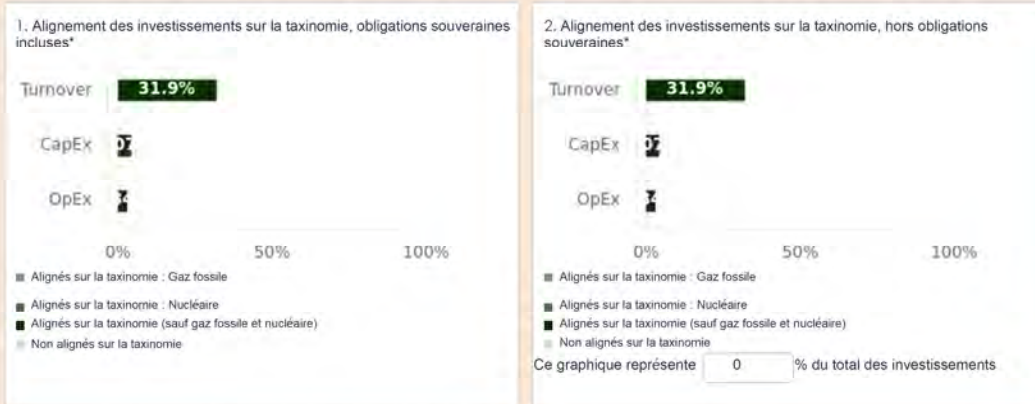 1. Alignement des investissements sur la taxinomie, obligations souveraines
incluses*
Turnover 31.9%
CapEx
OpEx
0% 50% 100%
Alignés sur la taxinomie : Gaz fossile
Alignés sur la taxinomie : Nucléaire
Alignés sur la taxinomie (sauf gaz fossile et nucléaire)
Non alignés sur la taxinomie
2. Alignement des investissements sur la taxinomie, hors obligations
souveraines*
Turnover 31.9%
CapEx
OpEx
0% 50% 100%
Alignés sur la taxinomie : Gaz fossile
Alignés sur la taxinomie : Nucléaire
Alignés sur la taxinomie (sauf gaz fossile et nucléaire)
Non alignés sur la taxinomie
Ce graphique représente 0 % du total des investissements